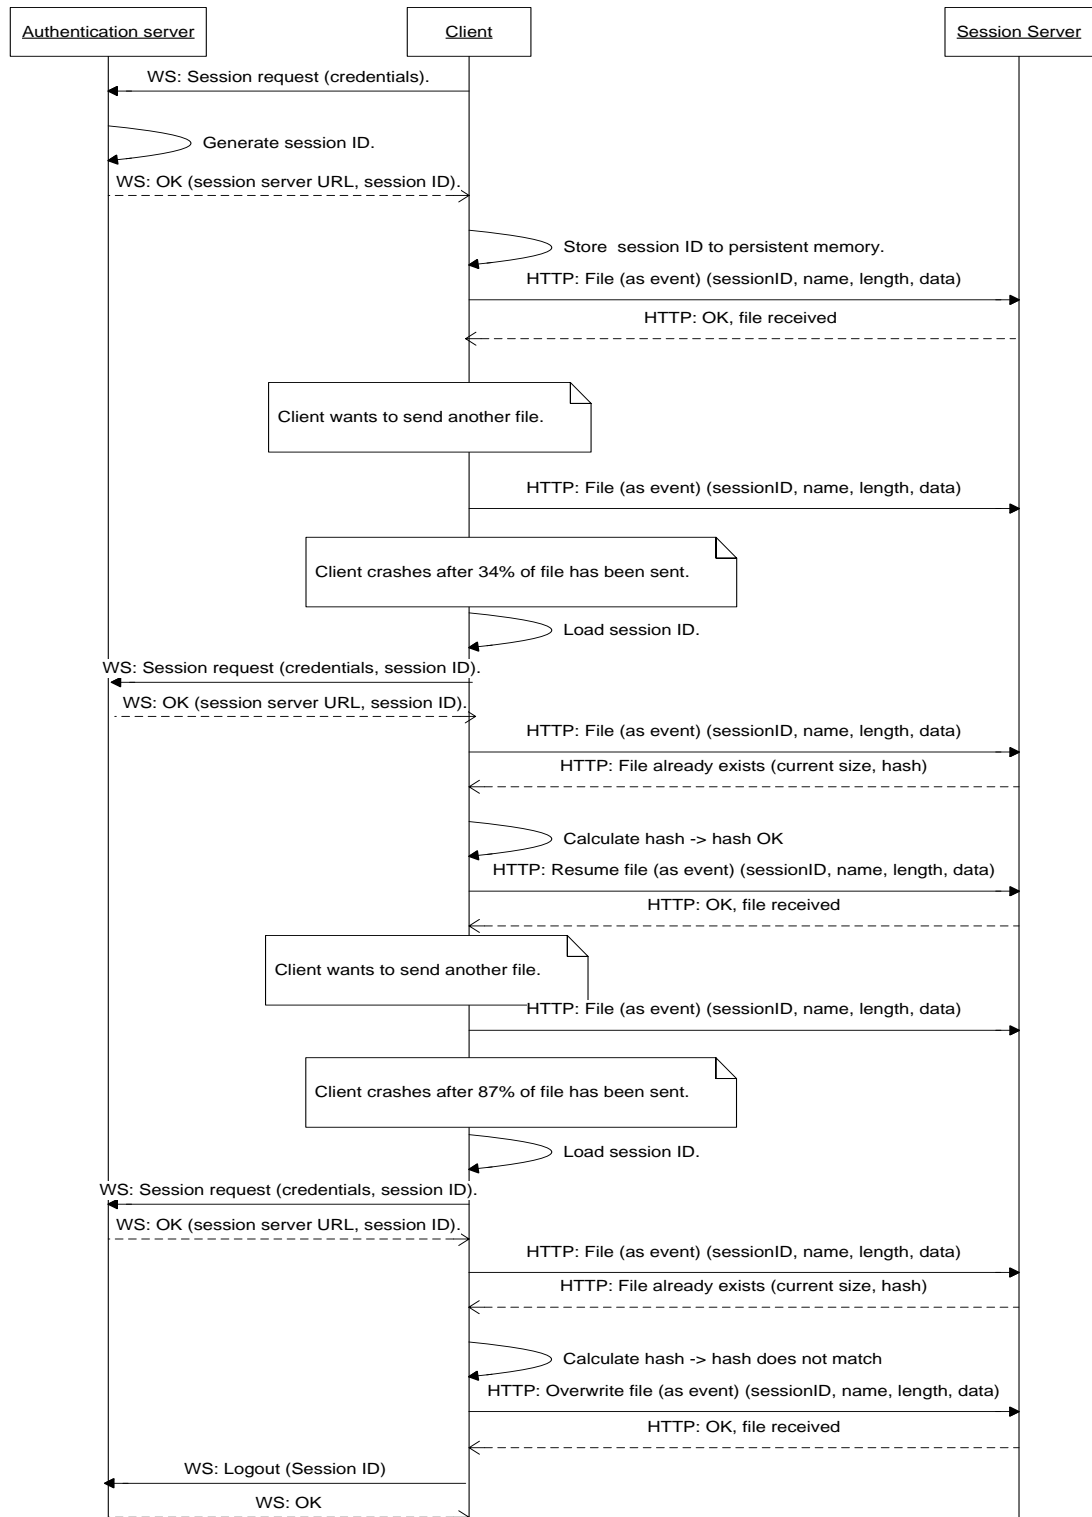 Authentication server
Client
Session Server
WS: Session request (credentials).
Generate session ID.
WS: OK (session server URL, session ID).
Store  session ID to persistent memory.
HTTP: File (as event) (sessionID, name, length, data)
HTTP: OK, file received
Client wants to send another file.
HTTP: File (as event) (sessionID, name, length, data)
Client crashes after 34% of file has been sent.
Load session ID.
WS: Session request (credentials, session ID).
WS: OK (session server URL, session ID).
HTTP: File (as event) (sessionID, name, length, data)
HTTP: File already exists (current size, hash)
Calculate hash -> hash OK
HTTP: Resume file (as event) (sessionID, name, length, data)
HTTP: OK, file received
Client wants to send another file.
HTTP: File (as event) (sessionID, name, length, data)
Client crashes after 87% of file has been sent.
Load session ID.
WS: Session request (credentials, session ID).
WS: OK (session server URL, session ID).
HTTP: File (as event) (sessionID, name, length, data)
HTTP: File already exists (current size, hash)
Calculate hash -> hash does not match
HTTP: Overwrite file (as event) (sessionID, name, length, data)
HTTP: OK, file received
WS: Logout (Session ID)
WS: OK